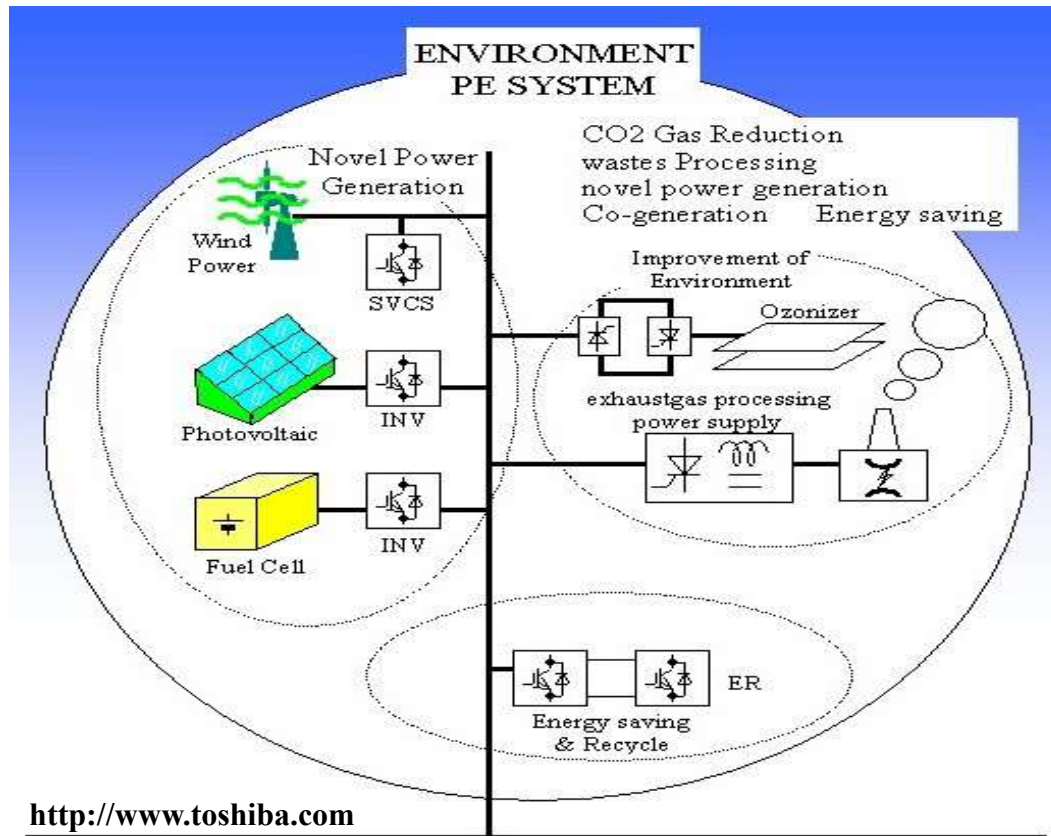 ENVIRONMENT
PE SYSTEM
CO2 Gas Reduction
wastes Processing
novel power generation
Co-generation Energy saving
Novel Power
Generation
Wind
Power
SVCS
Photovoltaic
INV
Fuel Cell
INV
Improvement of
Environment
Ozonizer
exhaustgas processing
power supply
ER
Energy saving
& Recycle
http://www.toshiba.com